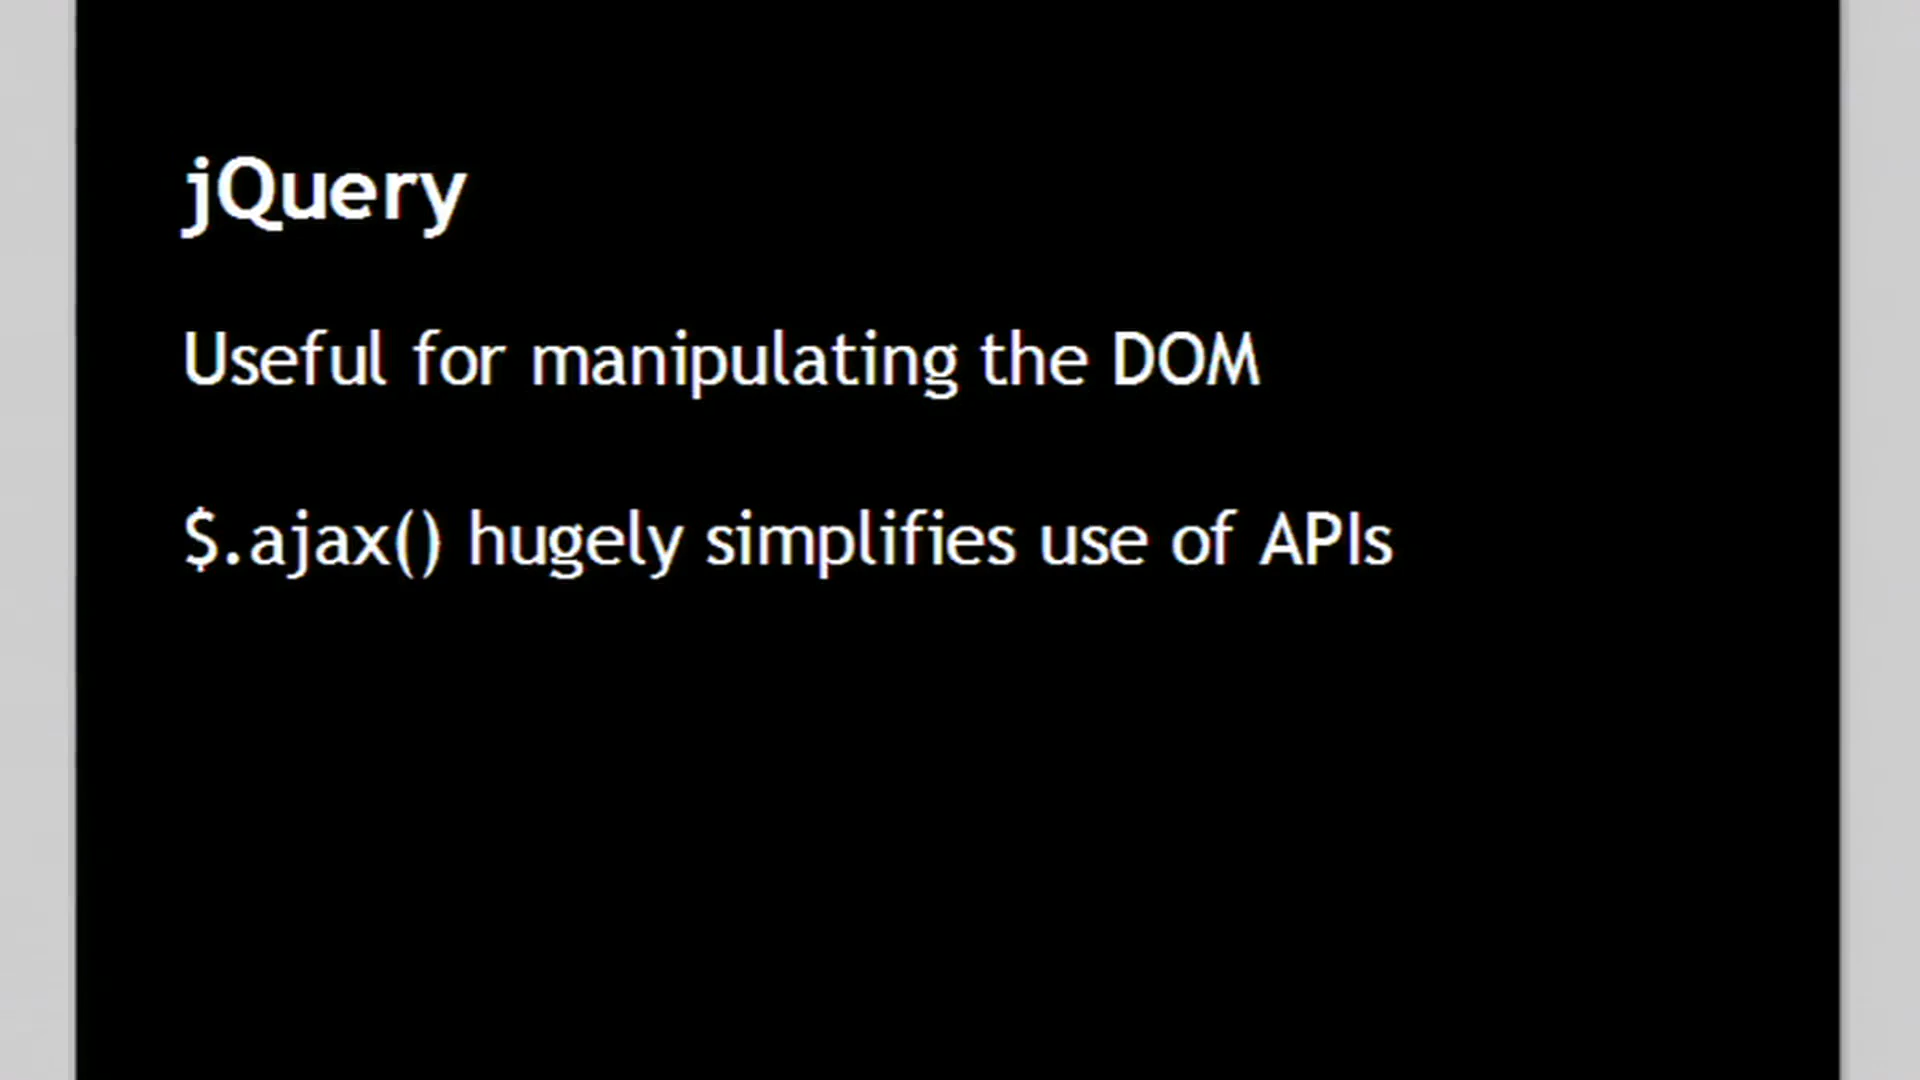 jQuery
Useful for manipulating the DOM
$.ajax() hugely simplifies use of APIs